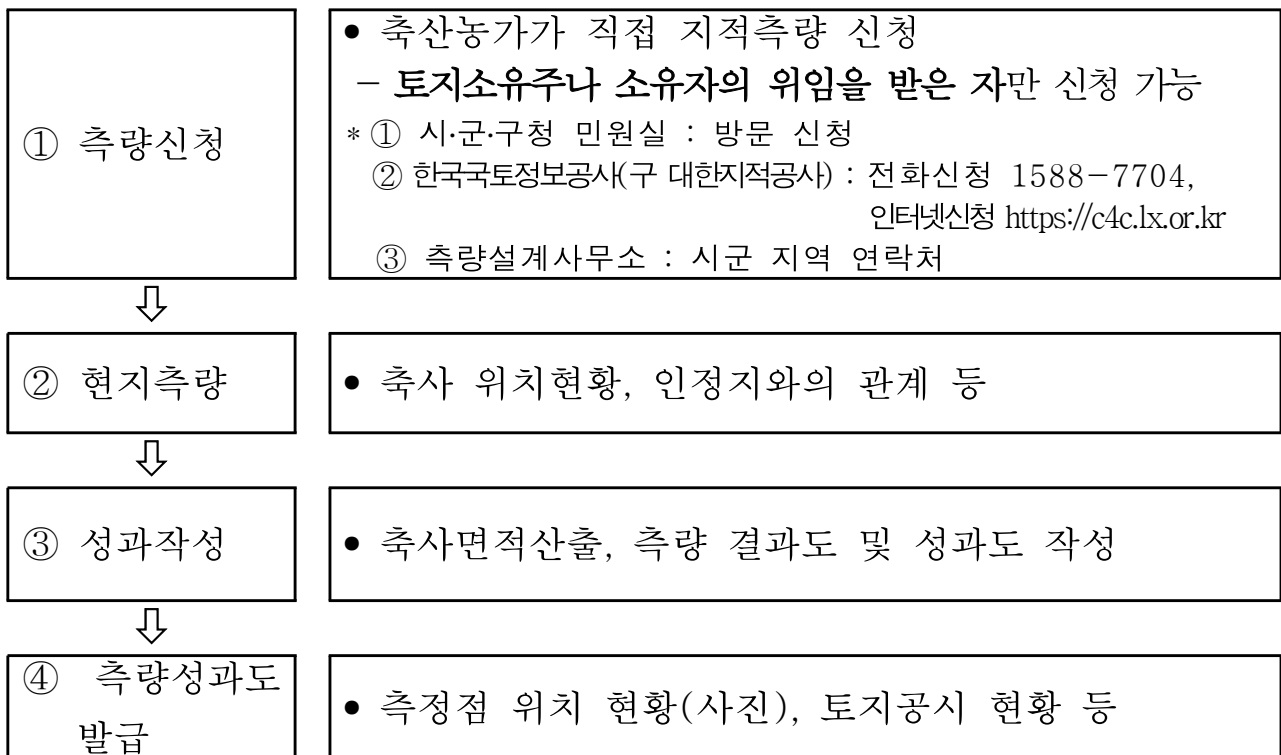 ① 측량신청
• 축산농가가 직접 지적측량 신청
- 토지소유주나 소유자의 위임을 받은 자만 신청 가능
* ① 시·군·구청 민원실 : 방문 신청
② 한국국토정보공사(구 대한지적공사) : 전화신청 1588-7704,
인터넷신청 https://c4c.lx.or.kr
③ 측량설계사무소 : 시군 지역 연락처
⇩
② 현지측량
• 축사 위치현황, 인정지와의 관계 등
⇩
③ 성과작성
• 축사면적산출, 측량 결과도 및 성과도 작성
⇩
④ 측량성과도
발급
• 측정점 위치 현황(사진), 토지공시 현황 등